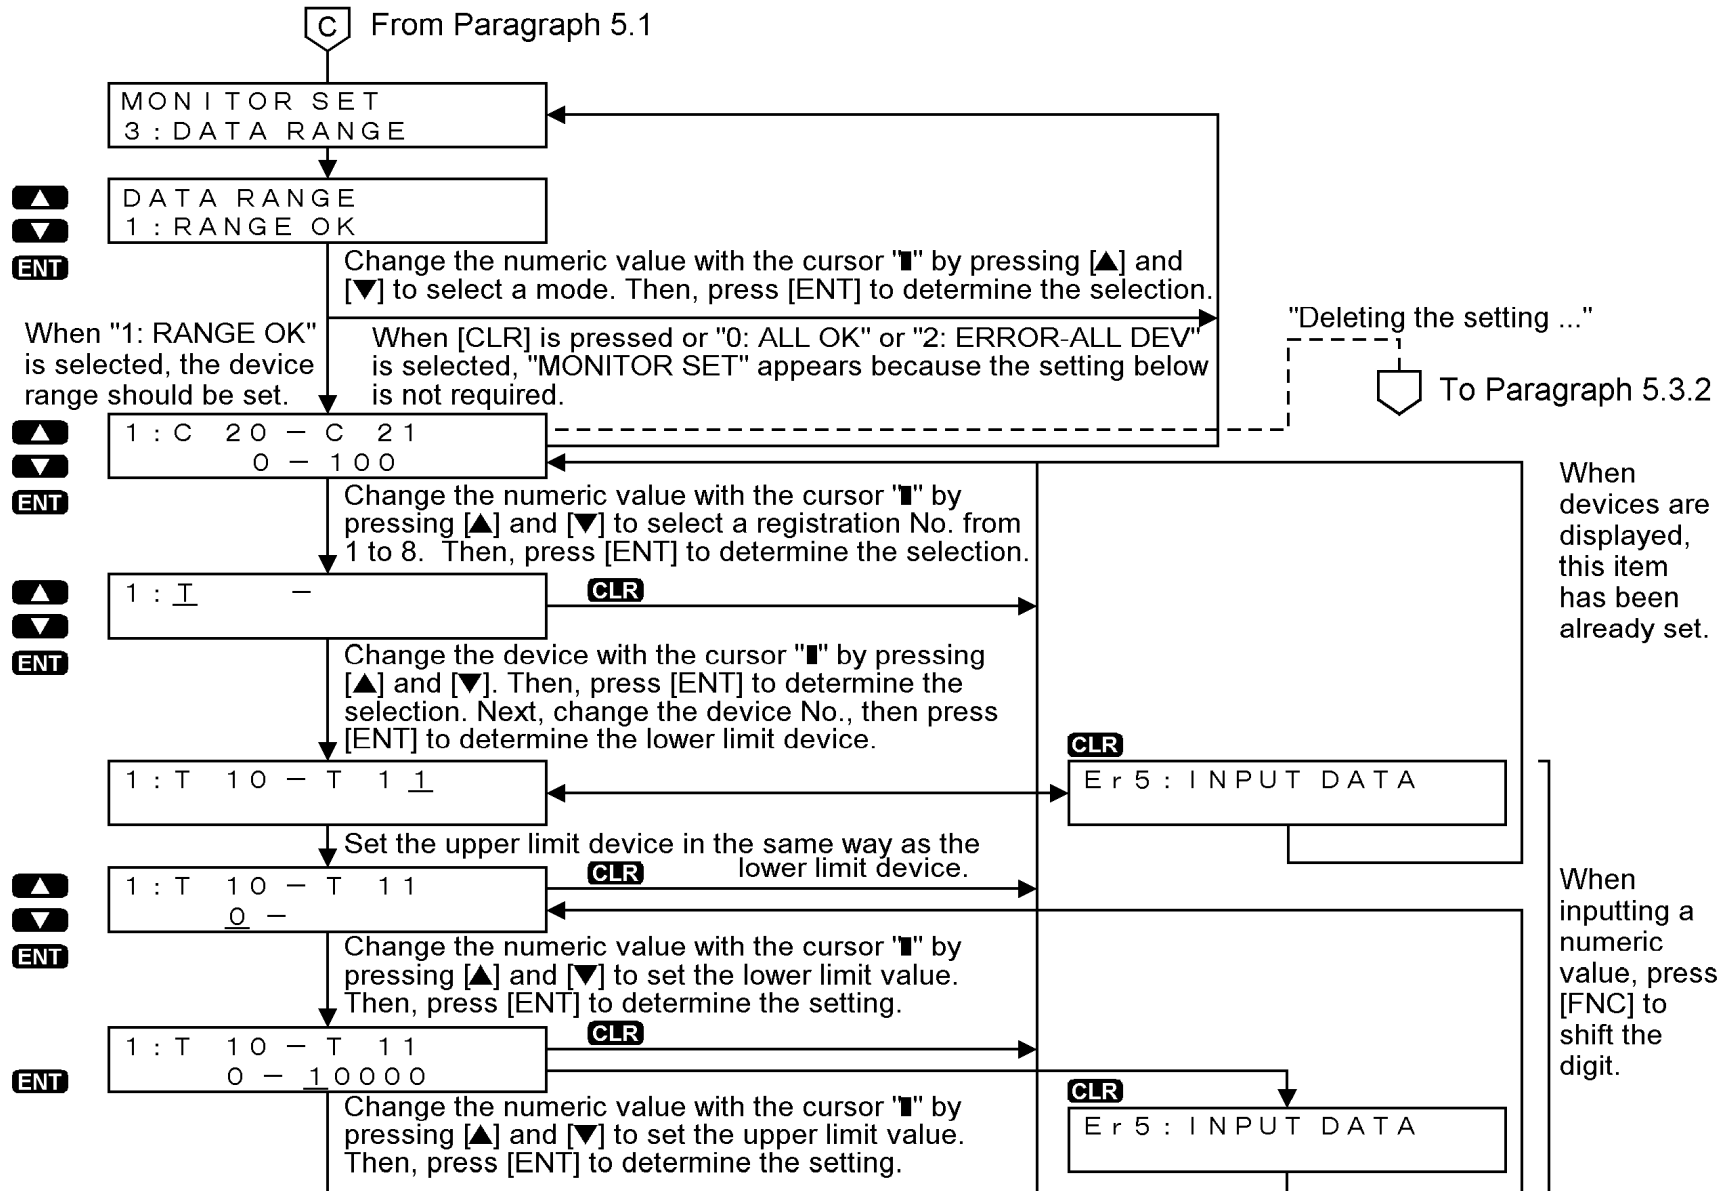 C From Paragraph 5.1
MONITOR SET
3:DATA RANGE
DATA RANGE
1:RANGE OK
ENT
Change the numeric value with the cursor "▮" by pressing [▲] and
[▼] to select a mode. Then, press [ENT] to determine the selection.
When "1: RANGE OK"
is selected, the device
range should be set.
When [CLR] is pressed or "0: ALL OK" or "2: ERROR-ALL DEV"
is selected, "MONITOR SET" appears because the setting below
is not required.
"Deleting the setting ..."
To Paragraph 5.3.2
1:C 20-C 21
0-100
ENT
Change the numeric value with the cursor "▮" by
pressing [▲] and [▼] to select a registration No. from
1 to 8. Then, press [ENT] to determine the selection.
When
devices are
displayed,
this item
has been
already set.
1:T -
CLR
ENT
Change the device with the cursor "▮" by pressing
[▲] and [▼]. Then, press [ENT] to determine the
selection. Next, change the device No., then press
[ENT] to determine the lower limit device.
1:T 10-T 11
CLR
Er5:INPUT DATA
Set the upper limit device in the same way as the
lower limit device.
CLR
1:T 10-T 11
0-
ENT
Change the numeric value with the cursor "▮" by
pressing [▲] and [▼] to set the lower limit value.
Then, press [ENT] to determine the setting.
When
inputting a
numeric
value, press
[FNC] to
shift the
digit.
1:T 10-T 11
0-10000
CLR
ENT
Change the numeric value with the cursor "▮" by
pressing [▲] and [▼] to set the upper limit value.
Then, press [ENT] to determine the setting.
CLR
Er5:INPUT DATA